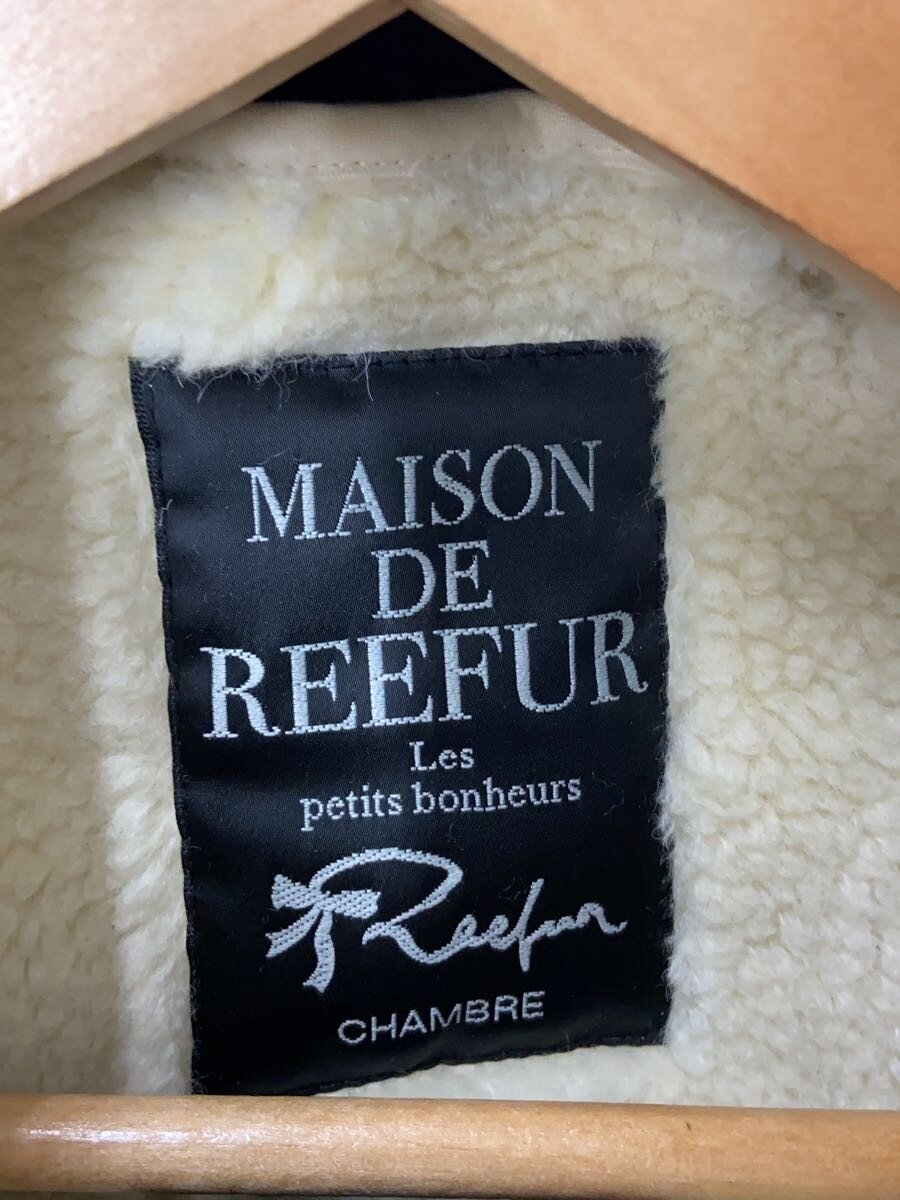 MAISON
DE
REEFUR
Les
petits bonheurs
Reefur
CHAMBRE